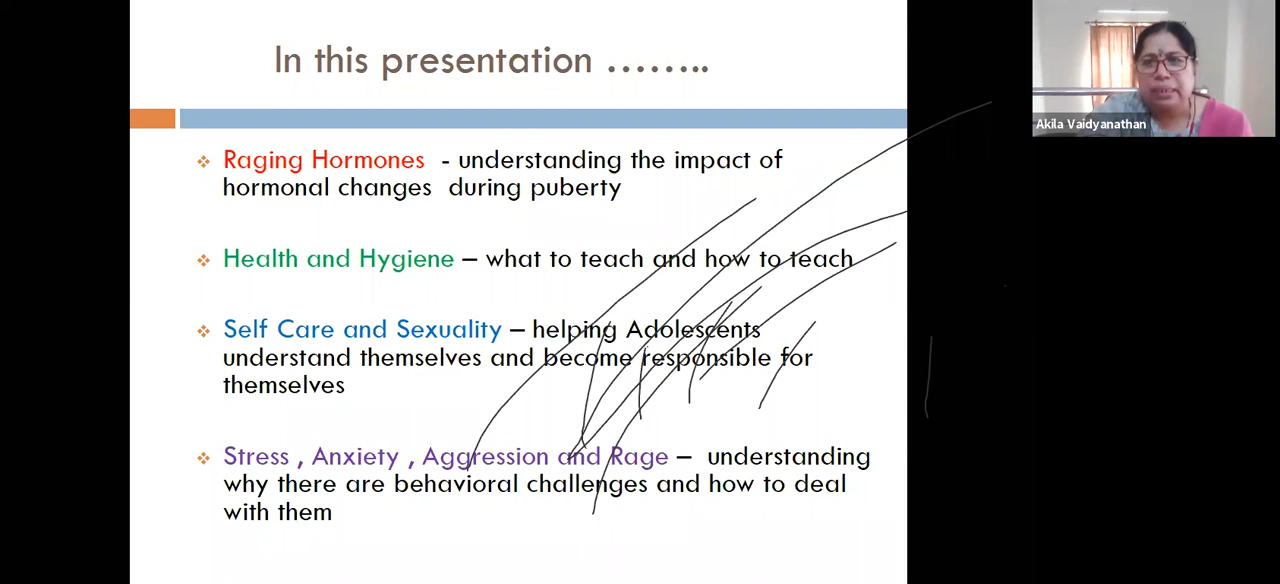 In this presentation ……..
Akila Vaidyanathan
Raging Hormones - understanding the impact of
hormonal changes during puberty
Health and Hygiene – what to teach and how to teach
Self Care and Sexuality – helping Adolescents
understand themselves and become responsible for
themselves
Stress , Anxiety , Aggression and Rage – understanding
why there are behavioral challenges and how to deal
with them